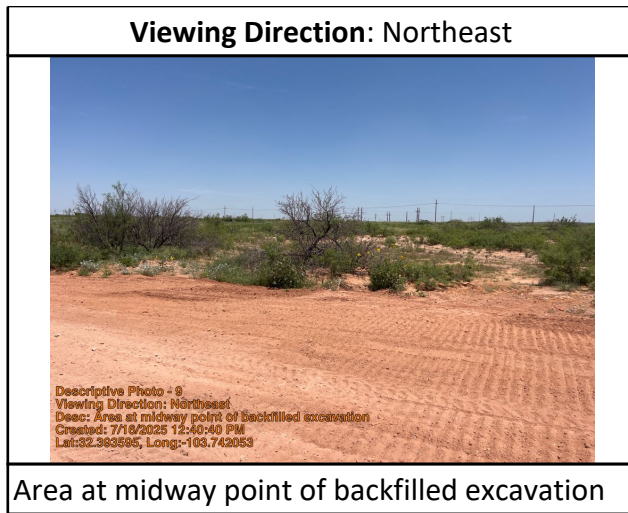 Viewing Direction: Northeast
Descriptive Photo - 9
Viewing Direction: Northeast
Desc: Area at midway point of backfilled excavation
Created: 7/16/2025 12:40:40 PM
Lat:32.393595, Long:-103.742053
Area at midway point of backfilled excavation